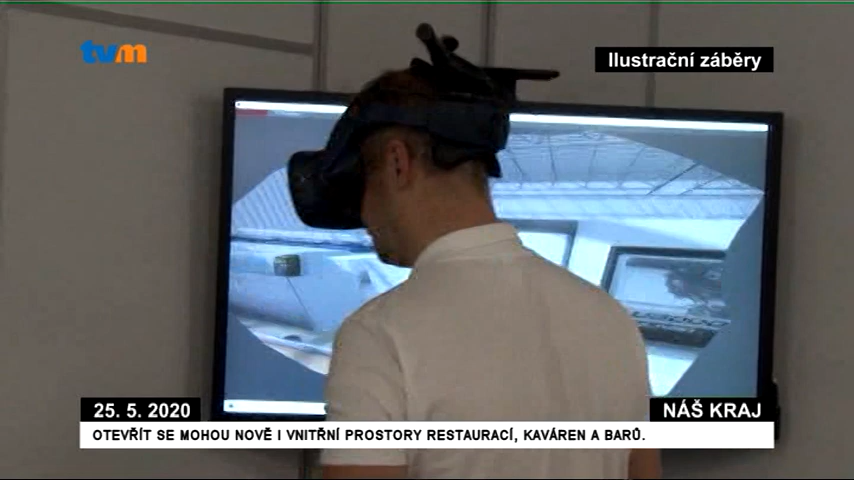 tvm
Ilustrační záběry
25. 5. 2020
NÁŠ KRAJ
OTEVŘÍT SE MOHOU NOVĚ I VNITŘNÍ PROSTORY RESTAURACÍ, KAVÁREN A BARŮ.